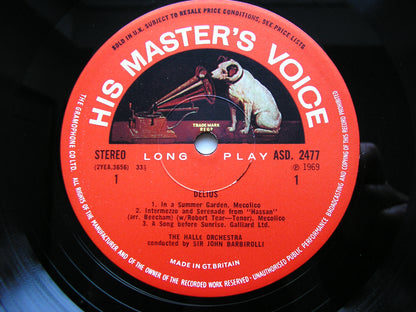 SOLD IN U.K. SUBJECT TO RESALE PRICE CONDITIONS, SEE PRICE LISTS
HIS MASTER'S VOICE
TRADE MARK
REGD
STEREO
LONG PLAY
ASD. 2477
(2YEA.3656) 33⅓
℗ 1969
1
1
DELIUS
1. In a Summer Garden, Mecolico
2. Intermezzo and Serenade from "Hassan"
(arr. Beecham) (w/Robert Tear—Tenor), Mecolico
3. A Song before Sunrise. Galliard Ltd.
THE HALLE ORCHESTRA
conducted by SIR JOHN BARBIROLLI
MADE IN GT. BRITAIN
THE GRAMOPHONE CO LTD. ALL RIGHTS OF THE MANUFACTURER AND OF THE OWNER OF THE RECORDED WORK RESERVED · UNAUTHORISED PUBLIC PERFORMANCE BROADCASTING AND COPYING OF THIS RECORD PROHIBITED